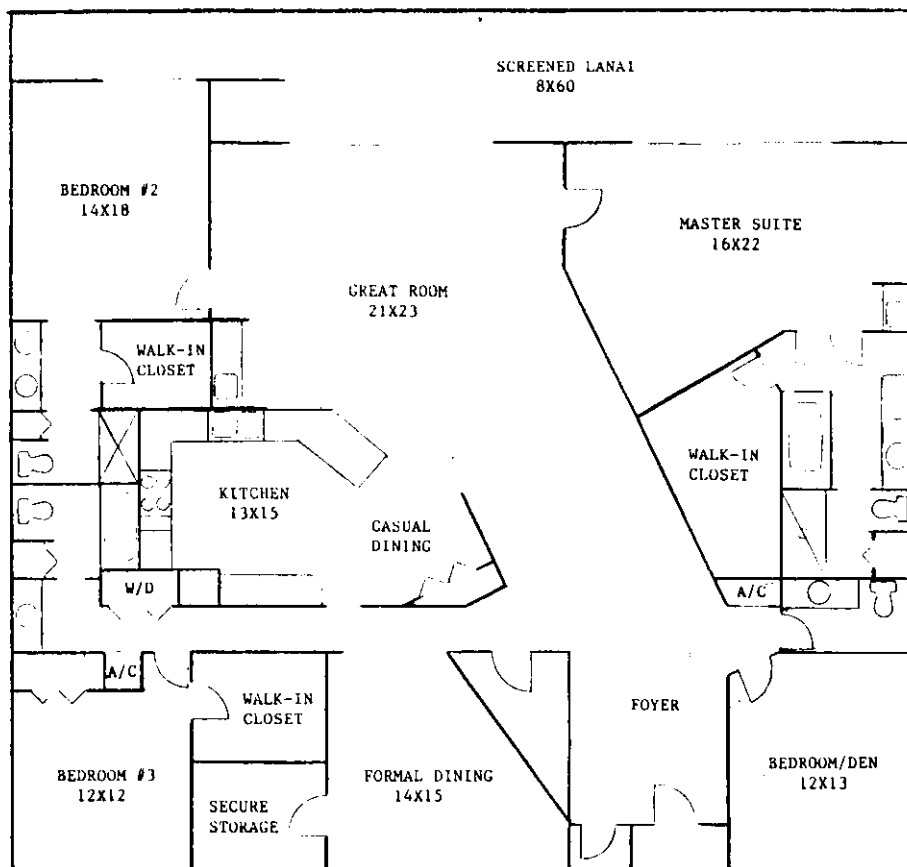 SCREENED LANAI
8X60
BEDROOM #2
14X18
MASTER SUITE
16X22
GREAT ROOM
21X23
WALK-IN
CLOSET
WALK-IN
CLOSET
KITCHEN
13X15
CASUAL
DINING
W/D
A/C
A/C
WALK-IN
CLOSET
FOYER
BEDROOM #3
12X12
FORMAL DINING
14X15
BEDROOM/DEN
12X13
SECURE
STORAGE